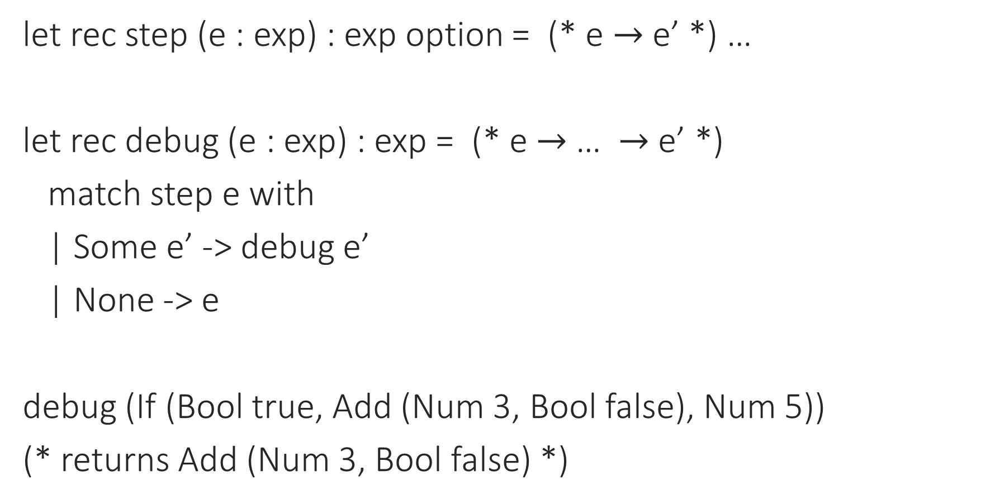 let rec step (e : exp) : exp option =  (* e → e’ *) …
let rec debug (e : exp) : exp =  (* e → …  → e’ *)
match step e with
| Some e’ -> debug e’
| None -> e
debug (If (Bool true, Add (Num 3, Bool false), Num 5))
(* returns Add (Num 3, Bool false) *)